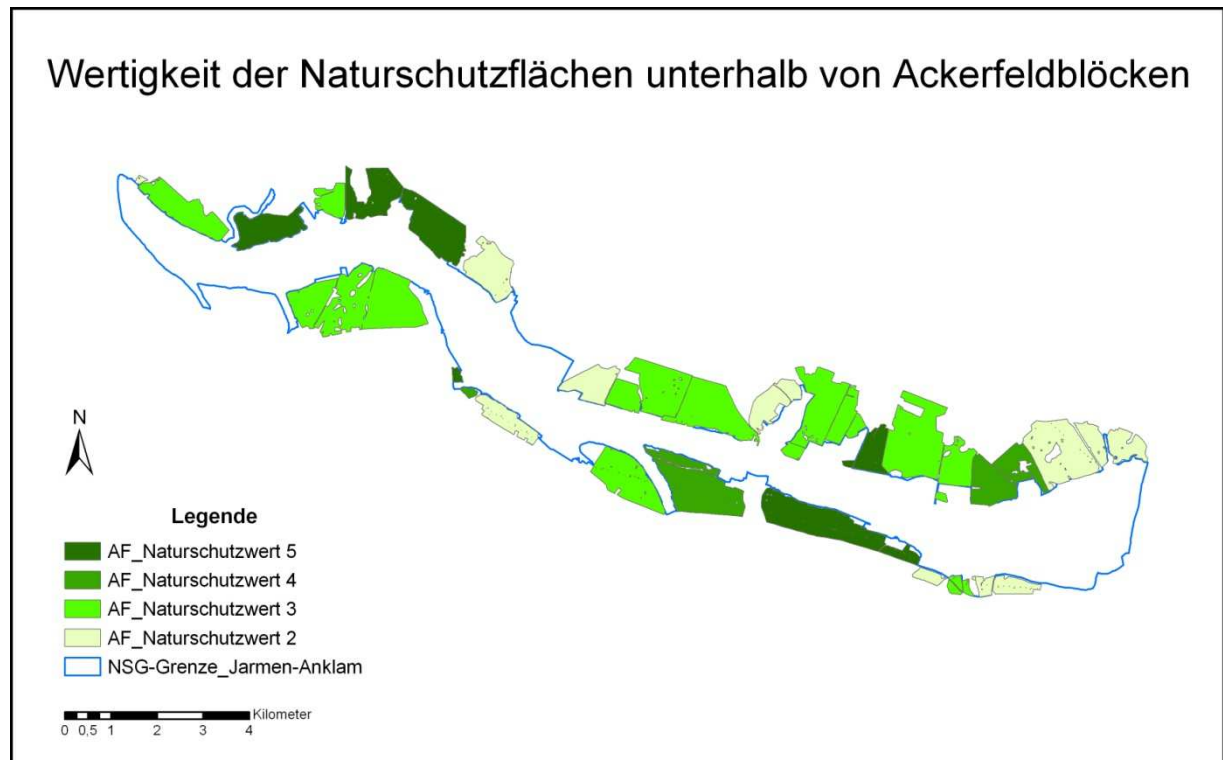 Wertigkeit der Naturschutzflächen unterhalb von Ackerfeldblöcken
N
Legende
AF_Naturschutzwert 5
AF_Naturschutzwert 4
AF_Naturschutzwert 3
AF_Naturschutzwert 2
NSG-Grenze_Jarmen-Anklam
Kilometer
0 0,5 1 2 3 4